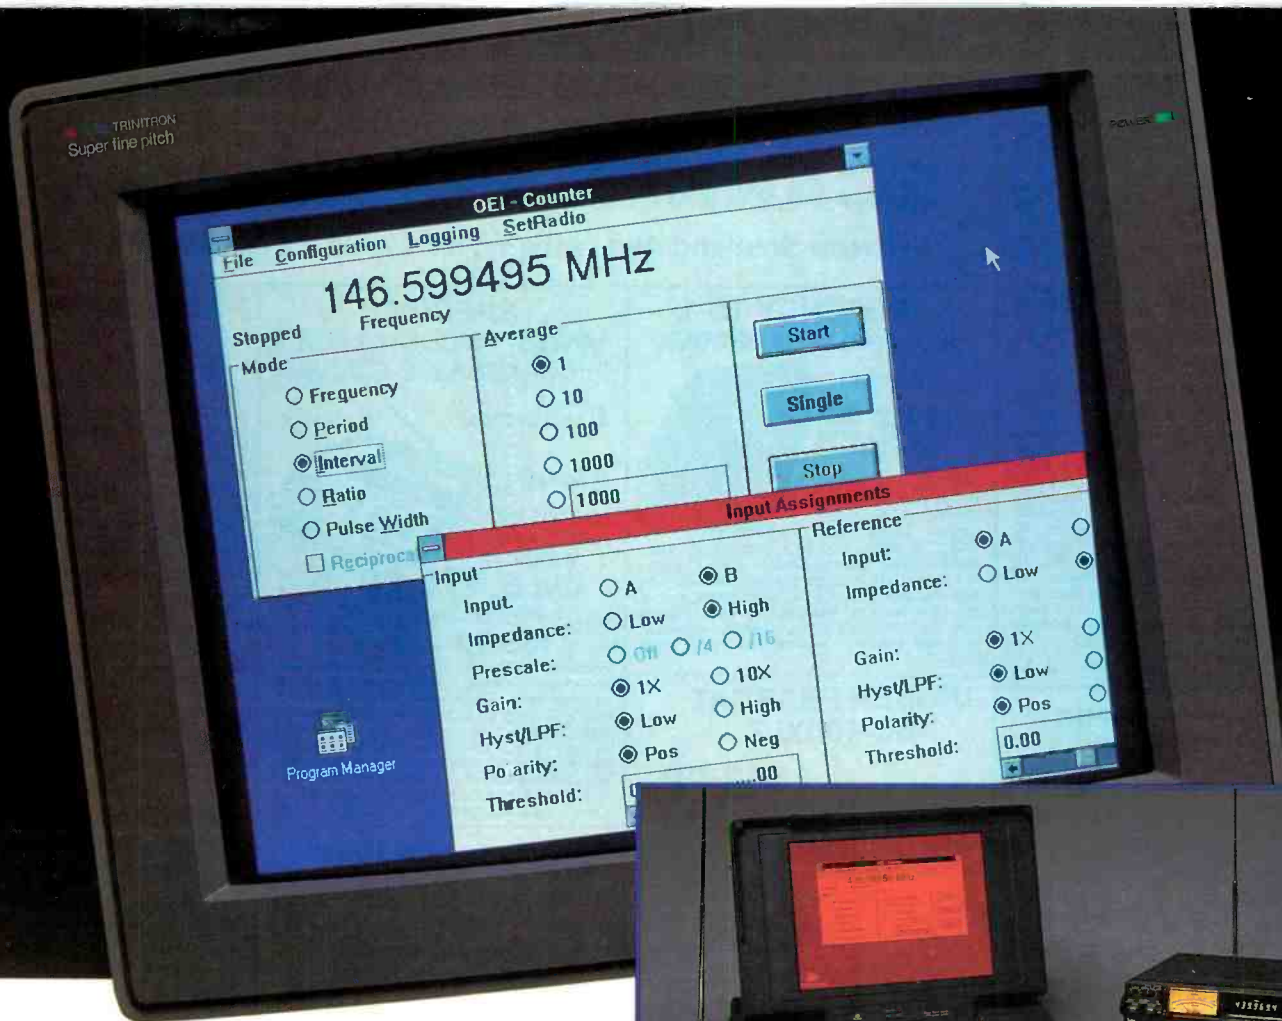 TRINITRON
Super fine pitch
POWER
OEI - Counter
File Configuration Logging SetRadio
146.599495 MHz
Stopped Frequency
Mode
Frequency
Period
Interval
Ratio
Pulse Width
Reciprocal
Average
1
10
100
1000
1000
Start
Single
Stop
Input Assignments
Input
Input: A B
Impedance: Low High
Prescale: Off /4 /16
Gain: 1X 10X
Hyst/LPF: Low High
Polarity: Pos Neg
Threshold: .00
Reference
Input: A
Impedance: Low
Gain: 1X
Hyst/LPF: Low
Polarity: Pos
Threshold: 0.00
Program Manager